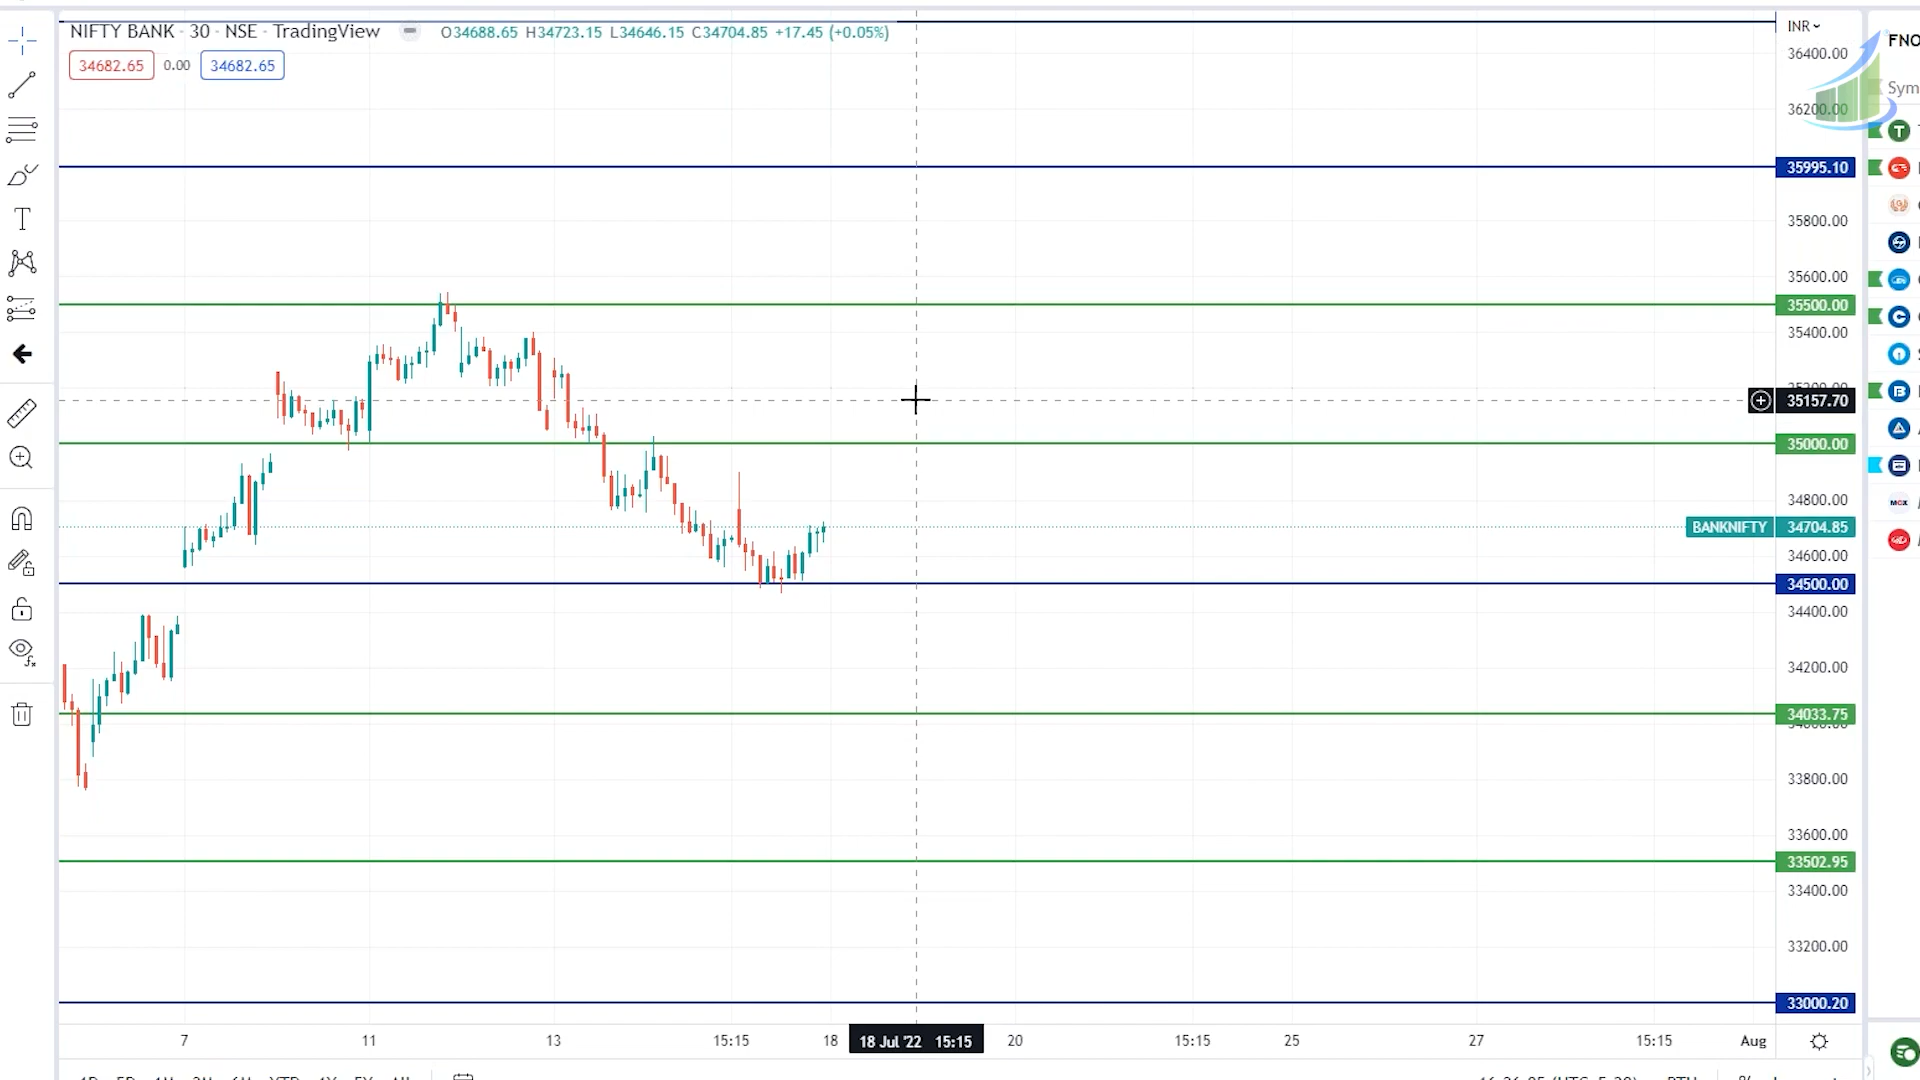 NIFTY BANK · 30 · NSE · TradingView O34688.65 H34723.15 L34646.15 C34704.85 +17.45 (+0.05%)
34682.65 0.00 34682.65
INR
FNO
36400.00
Sym
36200.00
T
35995.10
35800.00
35600.00
35500.00
35400.00
35157.70
35000.00
34800.00
MCX
BANKNIFTY 34704.85
34600.00
34500.00
34400.00
34200.00
34033.75
33800.00
33600.00
33502.95
33400.00
33200.00
33000.20
7 11 13 15:15 18 18 Jul '22 15:15 20 15:15 25 27 15:15 Aug